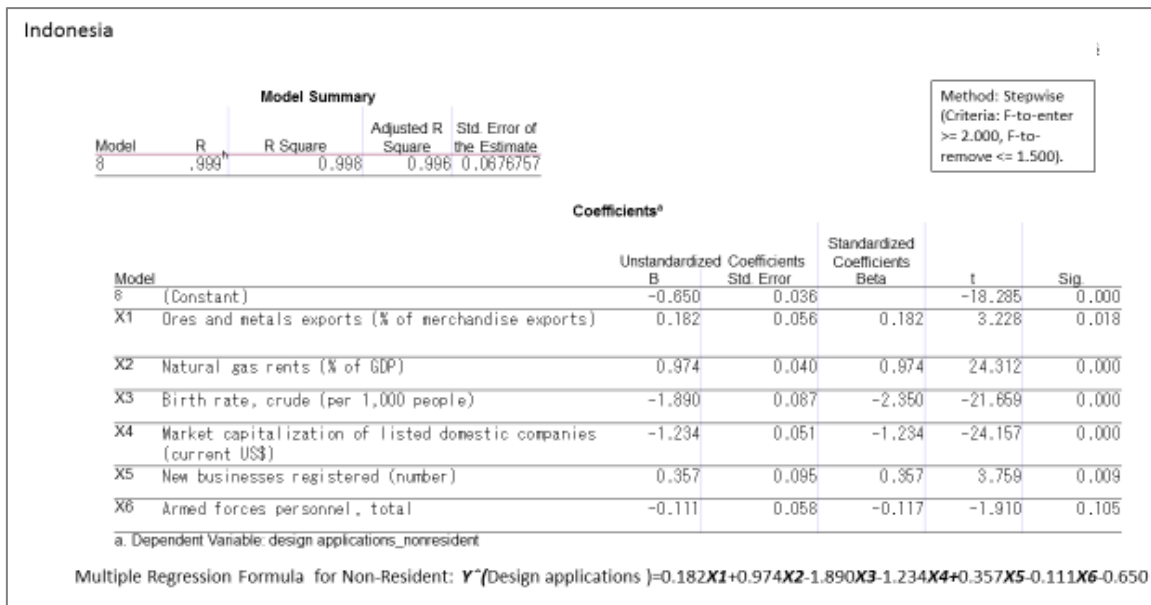 Indonesia
Model Summary
Model R R Square Adjusted R Square Std. Error of the Estimate
8 .999h 0.998 0.996 0.0676757
Method: Stepwise
(Criteria: F-to-enter
>= 2.000, F-to-
remove <= 1.500).
Coefficientsa
Model Unstandardized Coefficients B Std. Error Standardized Coefficients Beta t Sig.
8 (Constant) -0.650 0.036 -18.285 0.000
X1 Ores and metals exports (% of merchandise exports) 0.182 0.056 0.182 3.228 0.018
X2 Natural gas rents (% of GDP) 0.974 0.040 0.974 24.312 0.000
X3 Birth rate, crude (per 1,000 people) -1.890 0.087 -2.350 -21.659 0.000
X4 Market capitalization of listed domestic companies -1.234 0.051 -1.234 -24.157 0.000
(current US$)
X5 New businesses registered (number) 0.357 0.095 0.357 3.759 0.009
X6 Armed forces personnel, total -0.111 0.058 -0.117 -1.910 0.105
a. Dependent Variable: design applications_nonresident
Multiple Regression Formula for Non-Resident: Y^(Design applications )=0.182X1+0.974X2-1.890X3-1.234X4+0.357X5-0.111X6-0.650